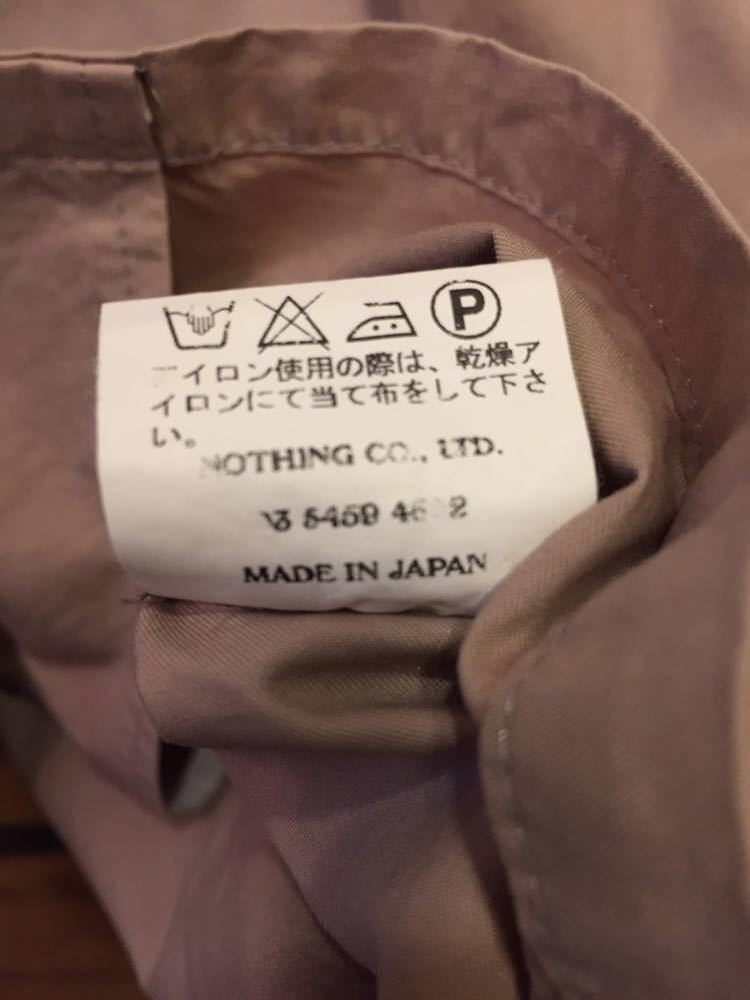 P
アイロン使用の際は、乾燥ア
イロンにて当て布をして下さ
い。
NOTHING CO., LTD.
5459
MADE IN JAPAN